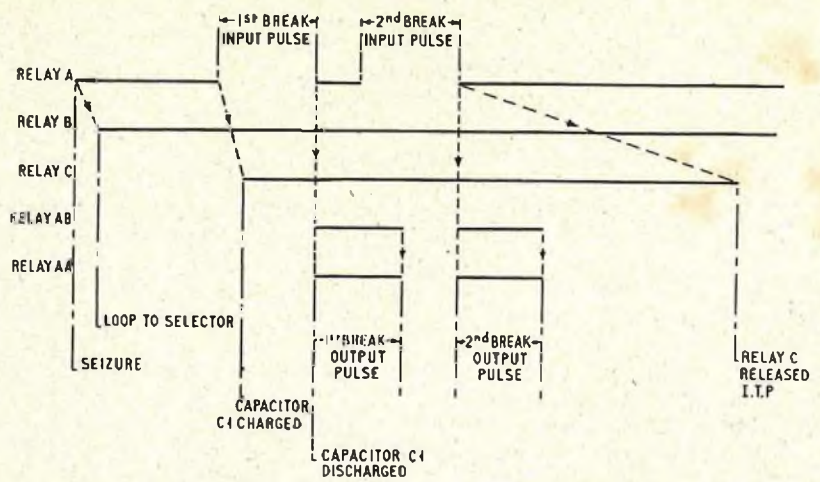 1ST BREAK
INPUT PULSE
2nd BREAK
INPUT PULSE
RELAY A
RELAY B
RELAY C
RELAY AB
RELAY AA
LOOP TO SELECTOR
SEIZURE
1ST BREAK
OUTPUT
PULSE
2nd BREAK
OUTPUT
PULSE
RELAY C
RELEASED
I.T.P
CAPACITOR
C1 CHARGED
CAPACITOR C1
DISCHARGED